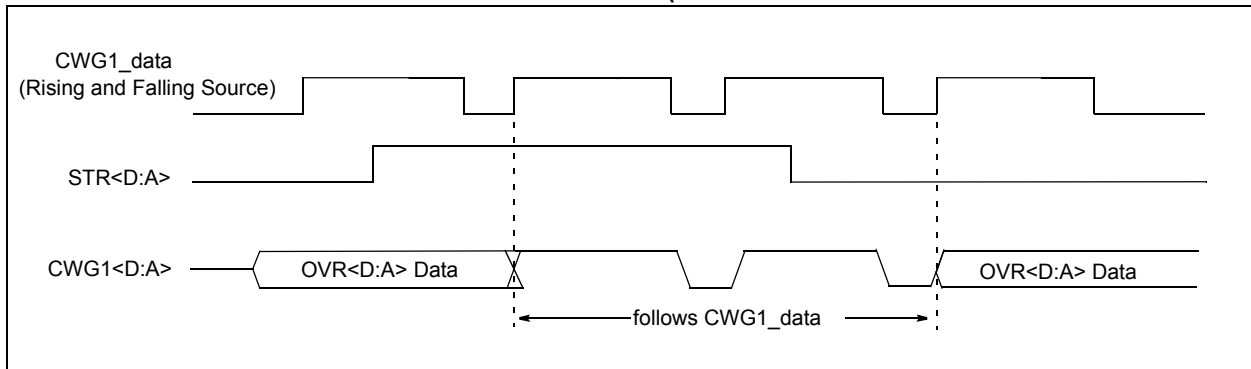 CWG1_data
(Rising and Falling Source)
STR<D:A>
CWG1<D:A>
OVR<D:A> Data
OVR<D:A> Data
follows CWG1_data